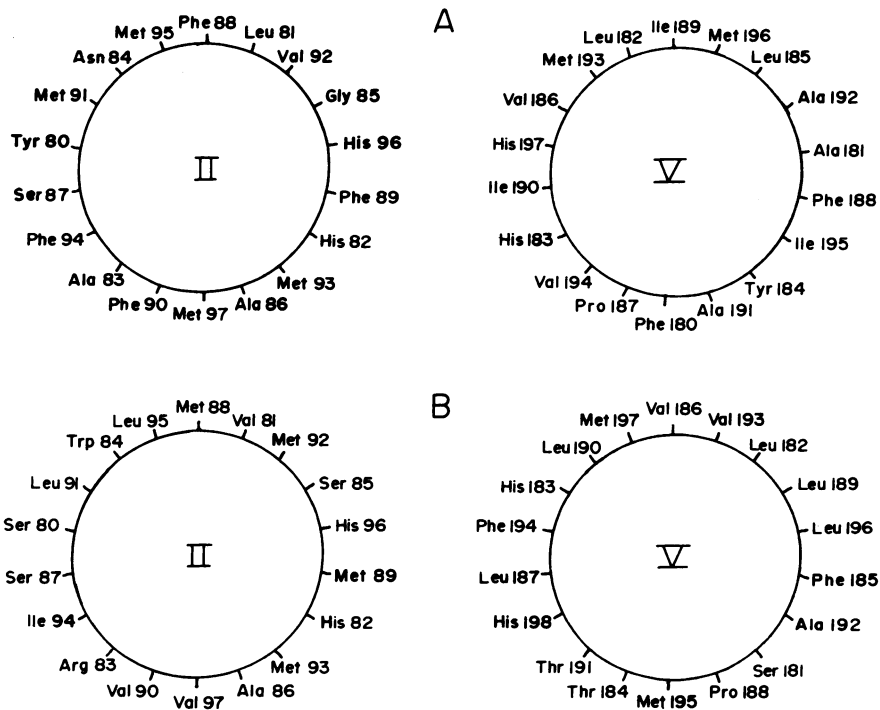 A
Phe 88
Leu 81
Val 92
Gly 85
His 96
Phe 89
His 82
Met 93
Ala 86
Met 97
Phe 90
Ala 83
Phe 94
Ser 87
Tyr 80
Met 91
Asn 84
Met 95
II
Ile 189
Met 196
Leu 185
Ala 192
Ala 181
Phe 188
Ile 195
Tyr 184
Ala 191
Phe 180
Pro 187
Val 194
His 183
Ile 190
His 197
Val 186
Met 193
Leu 182
V
B
Met 88
Val 81
Met 92
Ser 85
His 96
Met 89
His 82
Met 93
Ala 86
Val 97
Val 90
Arg 83
Ile 94
Ser 87
Ser 80
Leu 91
Trp 84
Leu 95
II
Val 186
Val 193
Leu 182
Leu 189
Leu 196
Phe 185
Ala 192
Ser 181
Pro 188
Met 195
Thr 184
Thr 191
His 198
Leu 187
Phe 194
His 183
Leu 190
Met 197
V